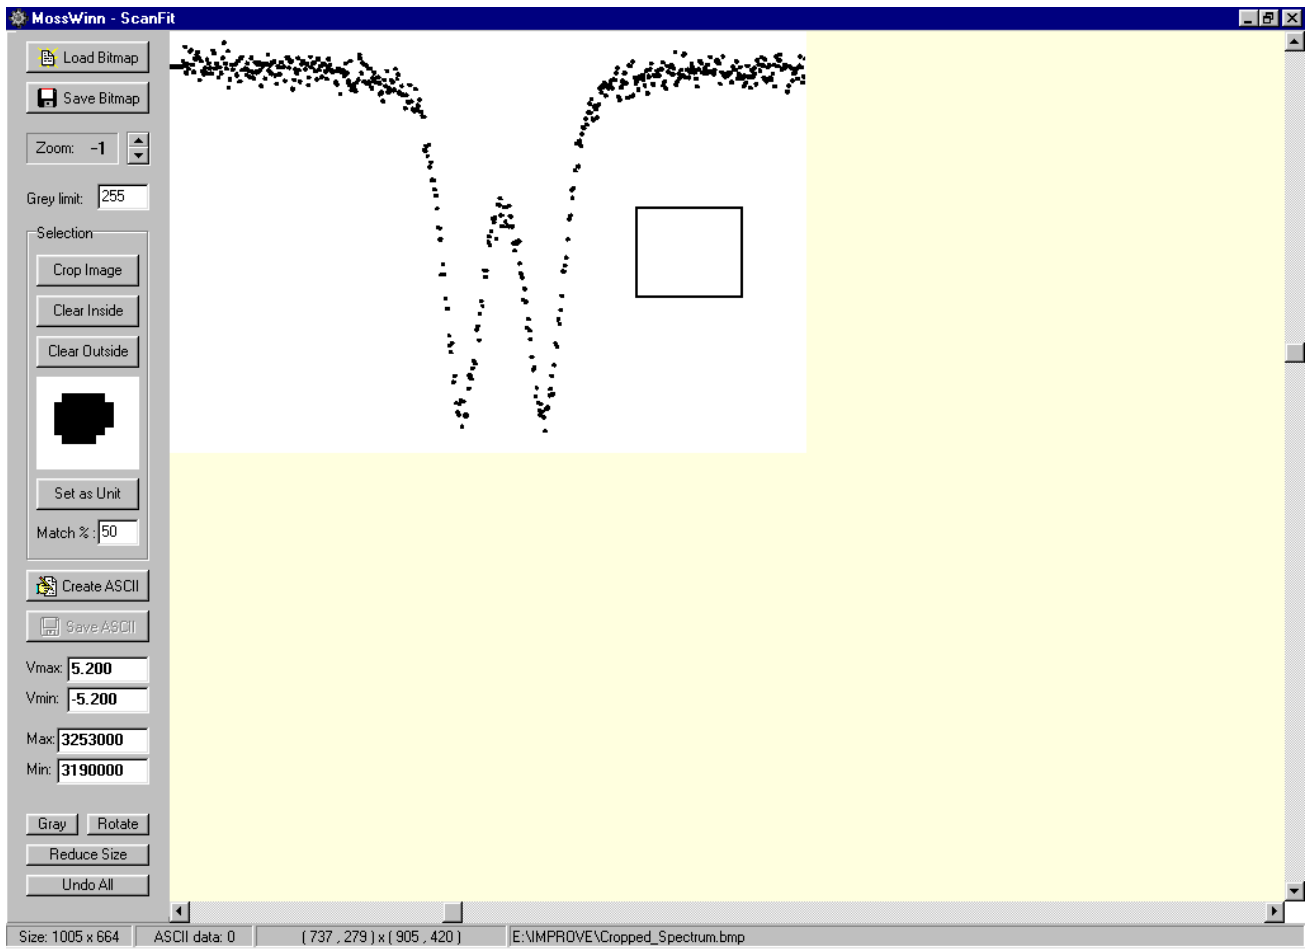 MossWinn - ScanFit
Load Bitmap
Save Bitmap
Zoom: -1
Grey limit: 255
Selection
Crop Image
Clear Inside
Clear Outside
Set as Unit
Match % : 50
Create ASCII
Save ASCII
Vmax: 5.200
Vmin: -5.200
Max: 3253000
Min: 3190000
Gray Rotate
Reduce Size
Undo All
Size: 1005 x 664 ASCII data: 0 ( 737 , 279 ) x ( 905 , 420 ) E:\IMPROVE\Cropped_Spectrum.bmp